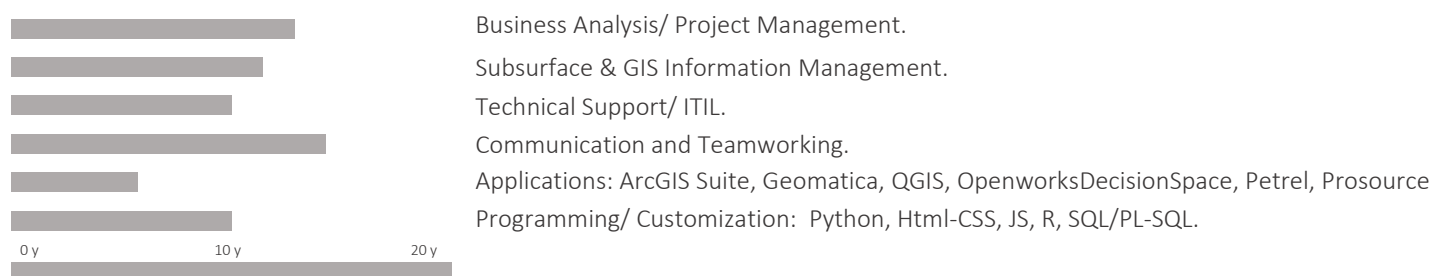 Business Analysis/ Project Management.
Subsurface & GIS Information Management.
Technical Support/ ITIL.
Communication and Teamworking.
Applications: ArcGIS Suite, Geomatica, QGIS, OpenworksDecisionSpace, Petrel, Prosource
Programming/ Customization:  Python, Html-CSS, JS, R, SQL/PL-SQL.
0 y 10 y 20 y